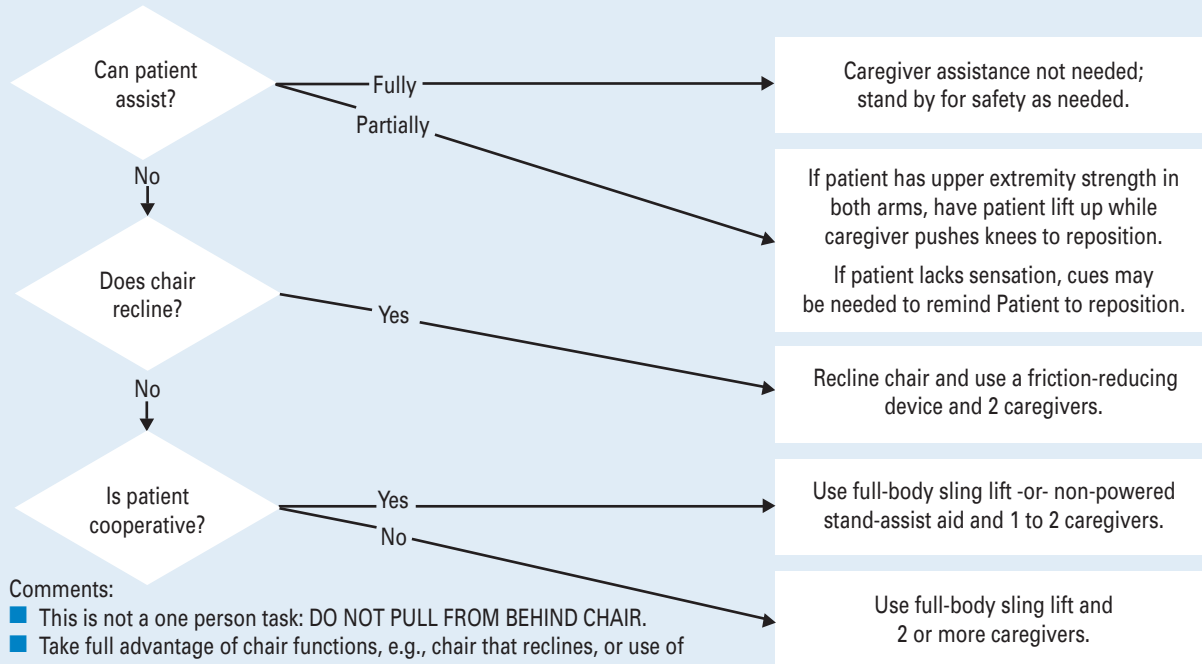 Can patient
assist?
Fully
Caregiver assistance not needed;
stand by for safety as needed.
Partially
If patient has upper extremity strength in
both arms, have patient lift up while
caregiver pushes knees to reposition.
If patient lacks sensation, cues may
be needed to remind Patient to reposition.
No
Does chair
recline?
Yes
Recline chair and use a friction-reducing
device and 2 caregivers.
No
Is patient
cooperative?
Yes
Use full-body sling lift -or- non-powered
stand-assist aid and 1 to 2 caregivers.
No
Use full-body sling lift and
2 or more caregivers.
Comments:
This is not a one person task: DO NOT PULL FROM BEHIND CHAIR.
Take full advantage of chair functions, e.g., chair that reclines, or use of